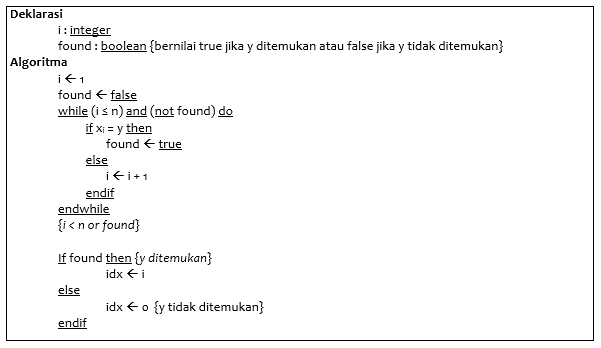 Deklarasi
i : integer
found : boolean {bernilai true jika y ditemukan atau false jika y tidak ditemukan}
Algoritma
i ← 1
found ← false
while (i ≤ n) and (not found) do
if xᵢ = y then
found ← true
else
i ← i + 1
endif
endwhile
{i < n or found}
If found then {y ditemukan}
idx ← i
else
idx ← 0 {y tidak ditemukan}
endif